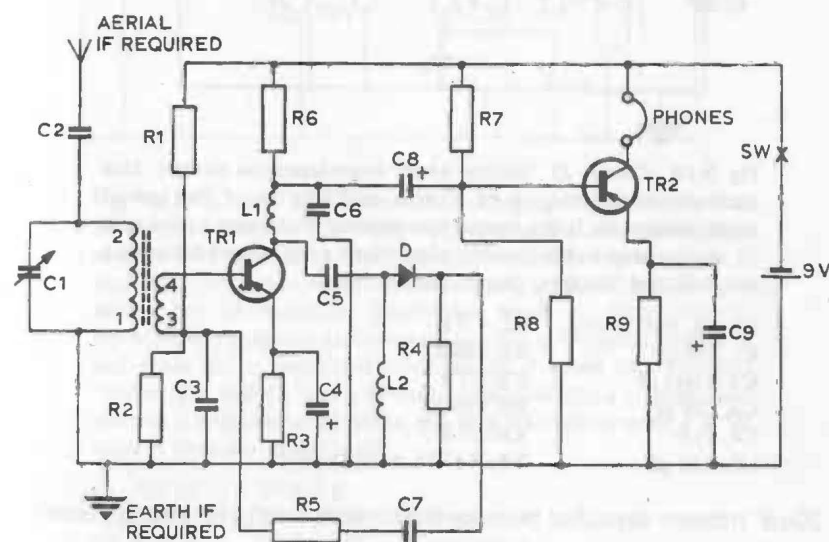 AERIAL
IF REQUIRED
C2
R1
R6
R7
PHONES
C8
+
SW
TR2
L1
C6
TR1
2
C1
4
D
C5
9V
1
3
R4
R8
R9
C9
+
R2
C3
C4
+
L2
R3
EARTH IF
REQUIRED
R5
C7